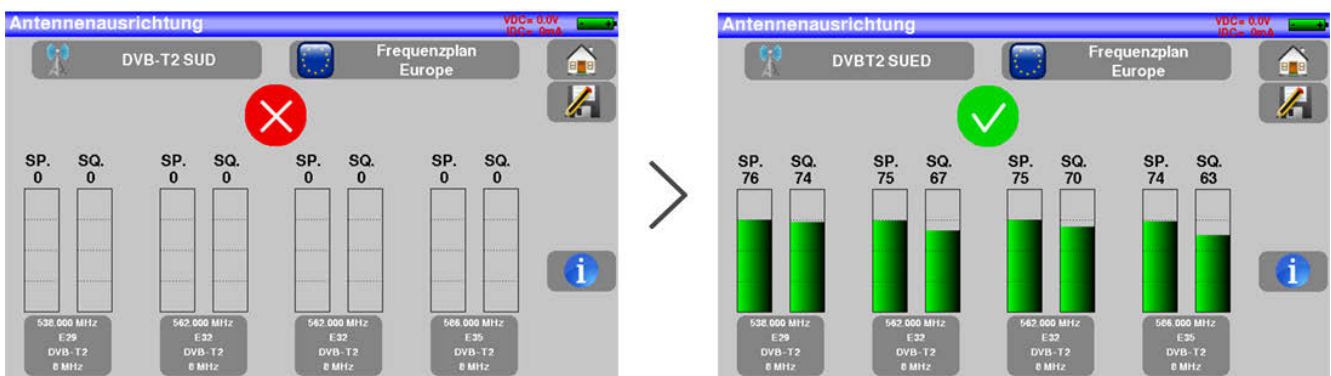 Antennenausrichtung
VDC= 0.0V
IDC= 0mA
DVB-T2 SUD
Frequenzplan
Europe
SP. SQ. SP. SQ. SP. SQ. SP. SQ.
0 0 0 0 0 0 0 0
538.000 MHz
E29
DVB-T2
8 MHz
562.000 MHz
E32
DVB-T2
8 MHz
562.000 MHz
E32
DVB-T2
8 MHz
586.000 MHz
E35
DVB-T2
8 MHz
Antennenausrichtung
VDC= 0.0V
IDC= 0mA
DVBT2 SUED
Frequenzplan
Europe
SP. SQ. SP. SQ. SP. SQ. SP. SQ.
76 74 75 67 75 70 74 63
538.000 MHz
E29
DVB-T2
8 MHz
562.000 MHz
E32
DVB-T2
8 MHz
562.000 MHz
E32
DVB-T2
8 MHz
586.000 MHz
E35
DVB-T2
8 MHz